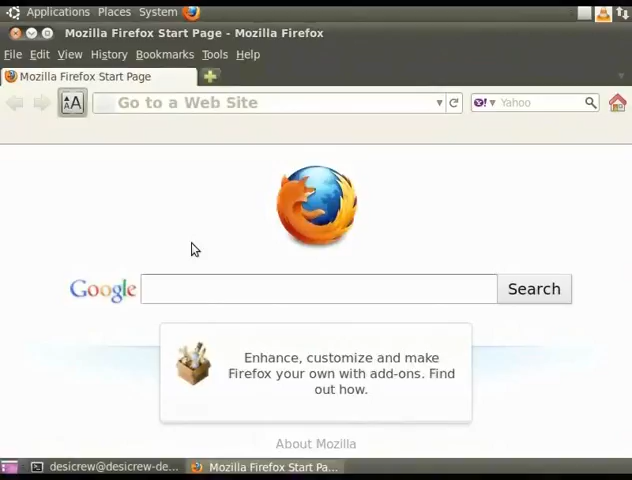 Applications Places System
Mozilla Firefox Start Page - Mozilla Firefox
File Edit View History Bookmarks Tools Help
Mozilla Firefox Start Page
AA Go to a Web Site Y! Yahoo
Google Search
Enhance, customize and make
Firefox your own with add-ons. Find
out how.
About Mozilla
desicrew@desicrew-de... Mozilla Firefox Start Pa...